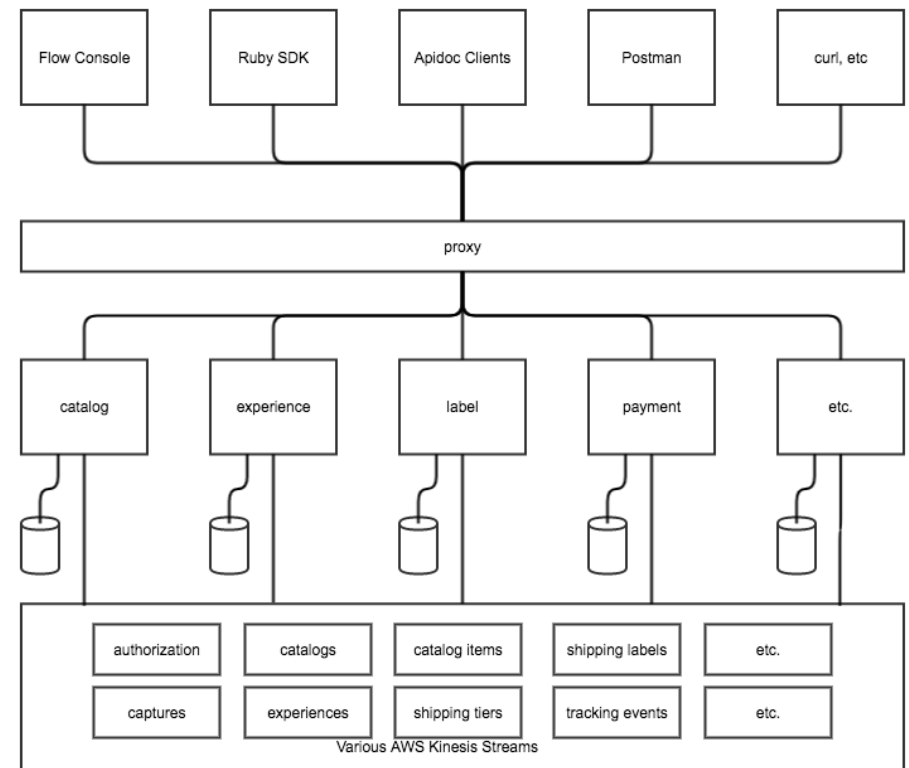 Flow Console
Ruby SDK
Apidoc Clients
Postman
curl, etc
proxy
catalog
experience
label
payment
etc.
authorization
catalogs
catalog items
shipping labels
etc.
captures
experiences
shipping tiers
tracking events
etc.
Various AWS Kinesis Streams